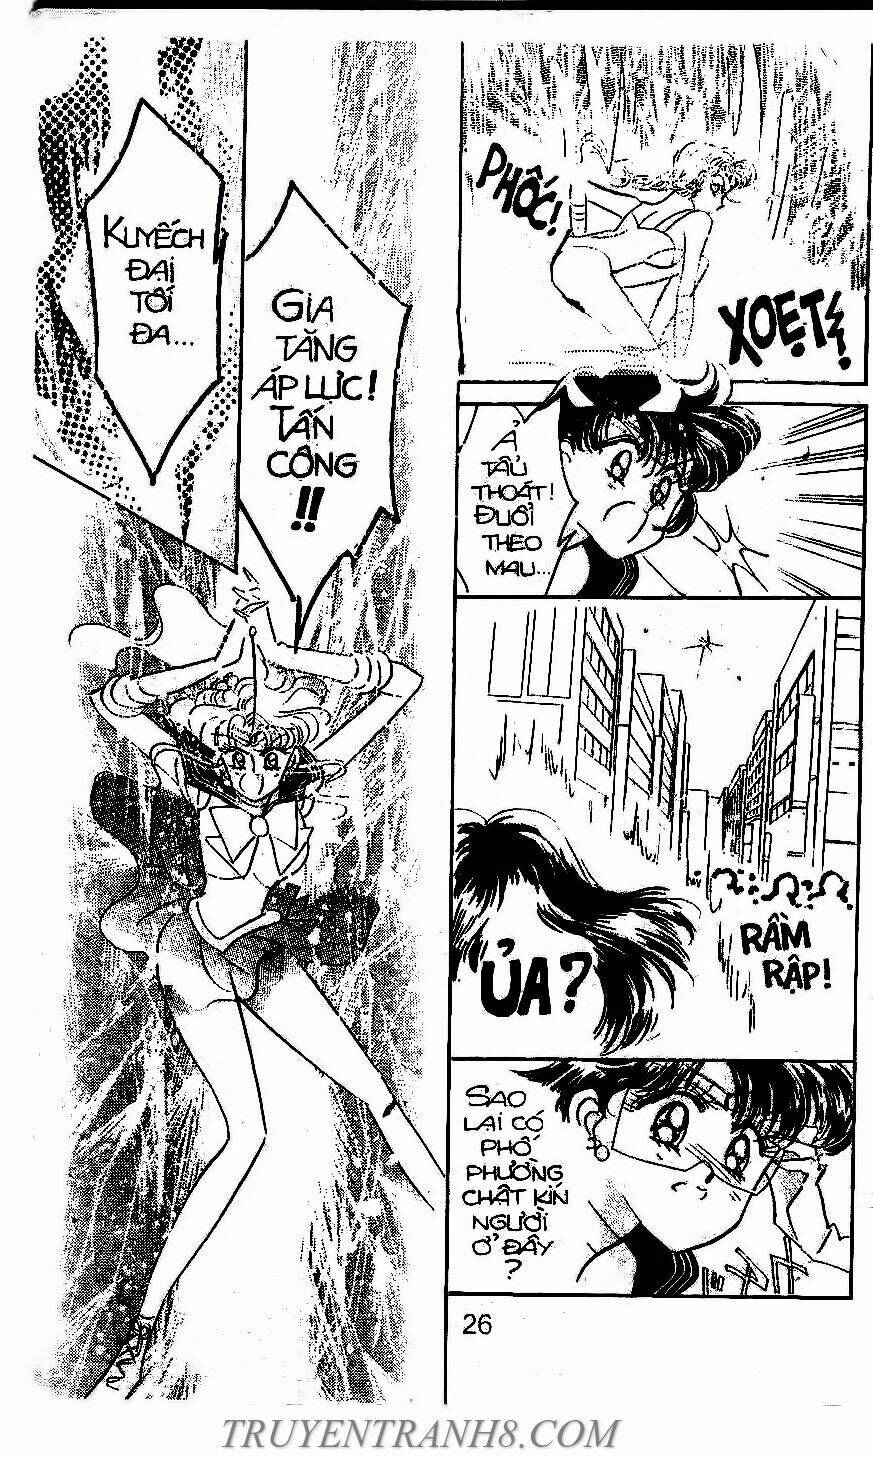 PHỐC!
XOẸT!
Ả
TẨU
THOÁT!
ĐUỔI
THEO
MAU...
ỦA?
RẦM
RẬP!
SAO
LẠI CÓ
PHỐ
PHƯỜNG
CHẬT KÍN
NGƯỜI
Ở ĐÂY
?
KUYẾCH
ĐẠI
TỐI
ĐA...
GIA
TĂNG
ÁP LỰC!
TẤN
CÔNG
!!
26
TRUYENTRANH8.COM